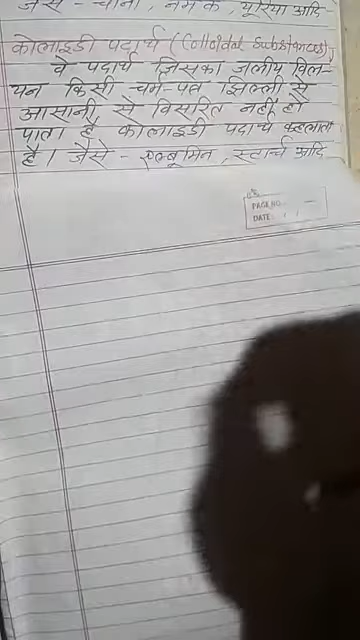 जैसे - चीनी, नमक, यूरिया आदि
कोलाइडी पदार्थ (Colloidal Substances)
वे पदार्थ जिसका जलीय विल-
यन किसी चर्म-पत्र झिल्ली से
आसानी से विसरित नहीं हो
पाता है कोलाइडी पदार्थ कहलाता
है। जैसे - एल्बूमिन, स्टार्च आदि
PAGE NO.
DATE: / /